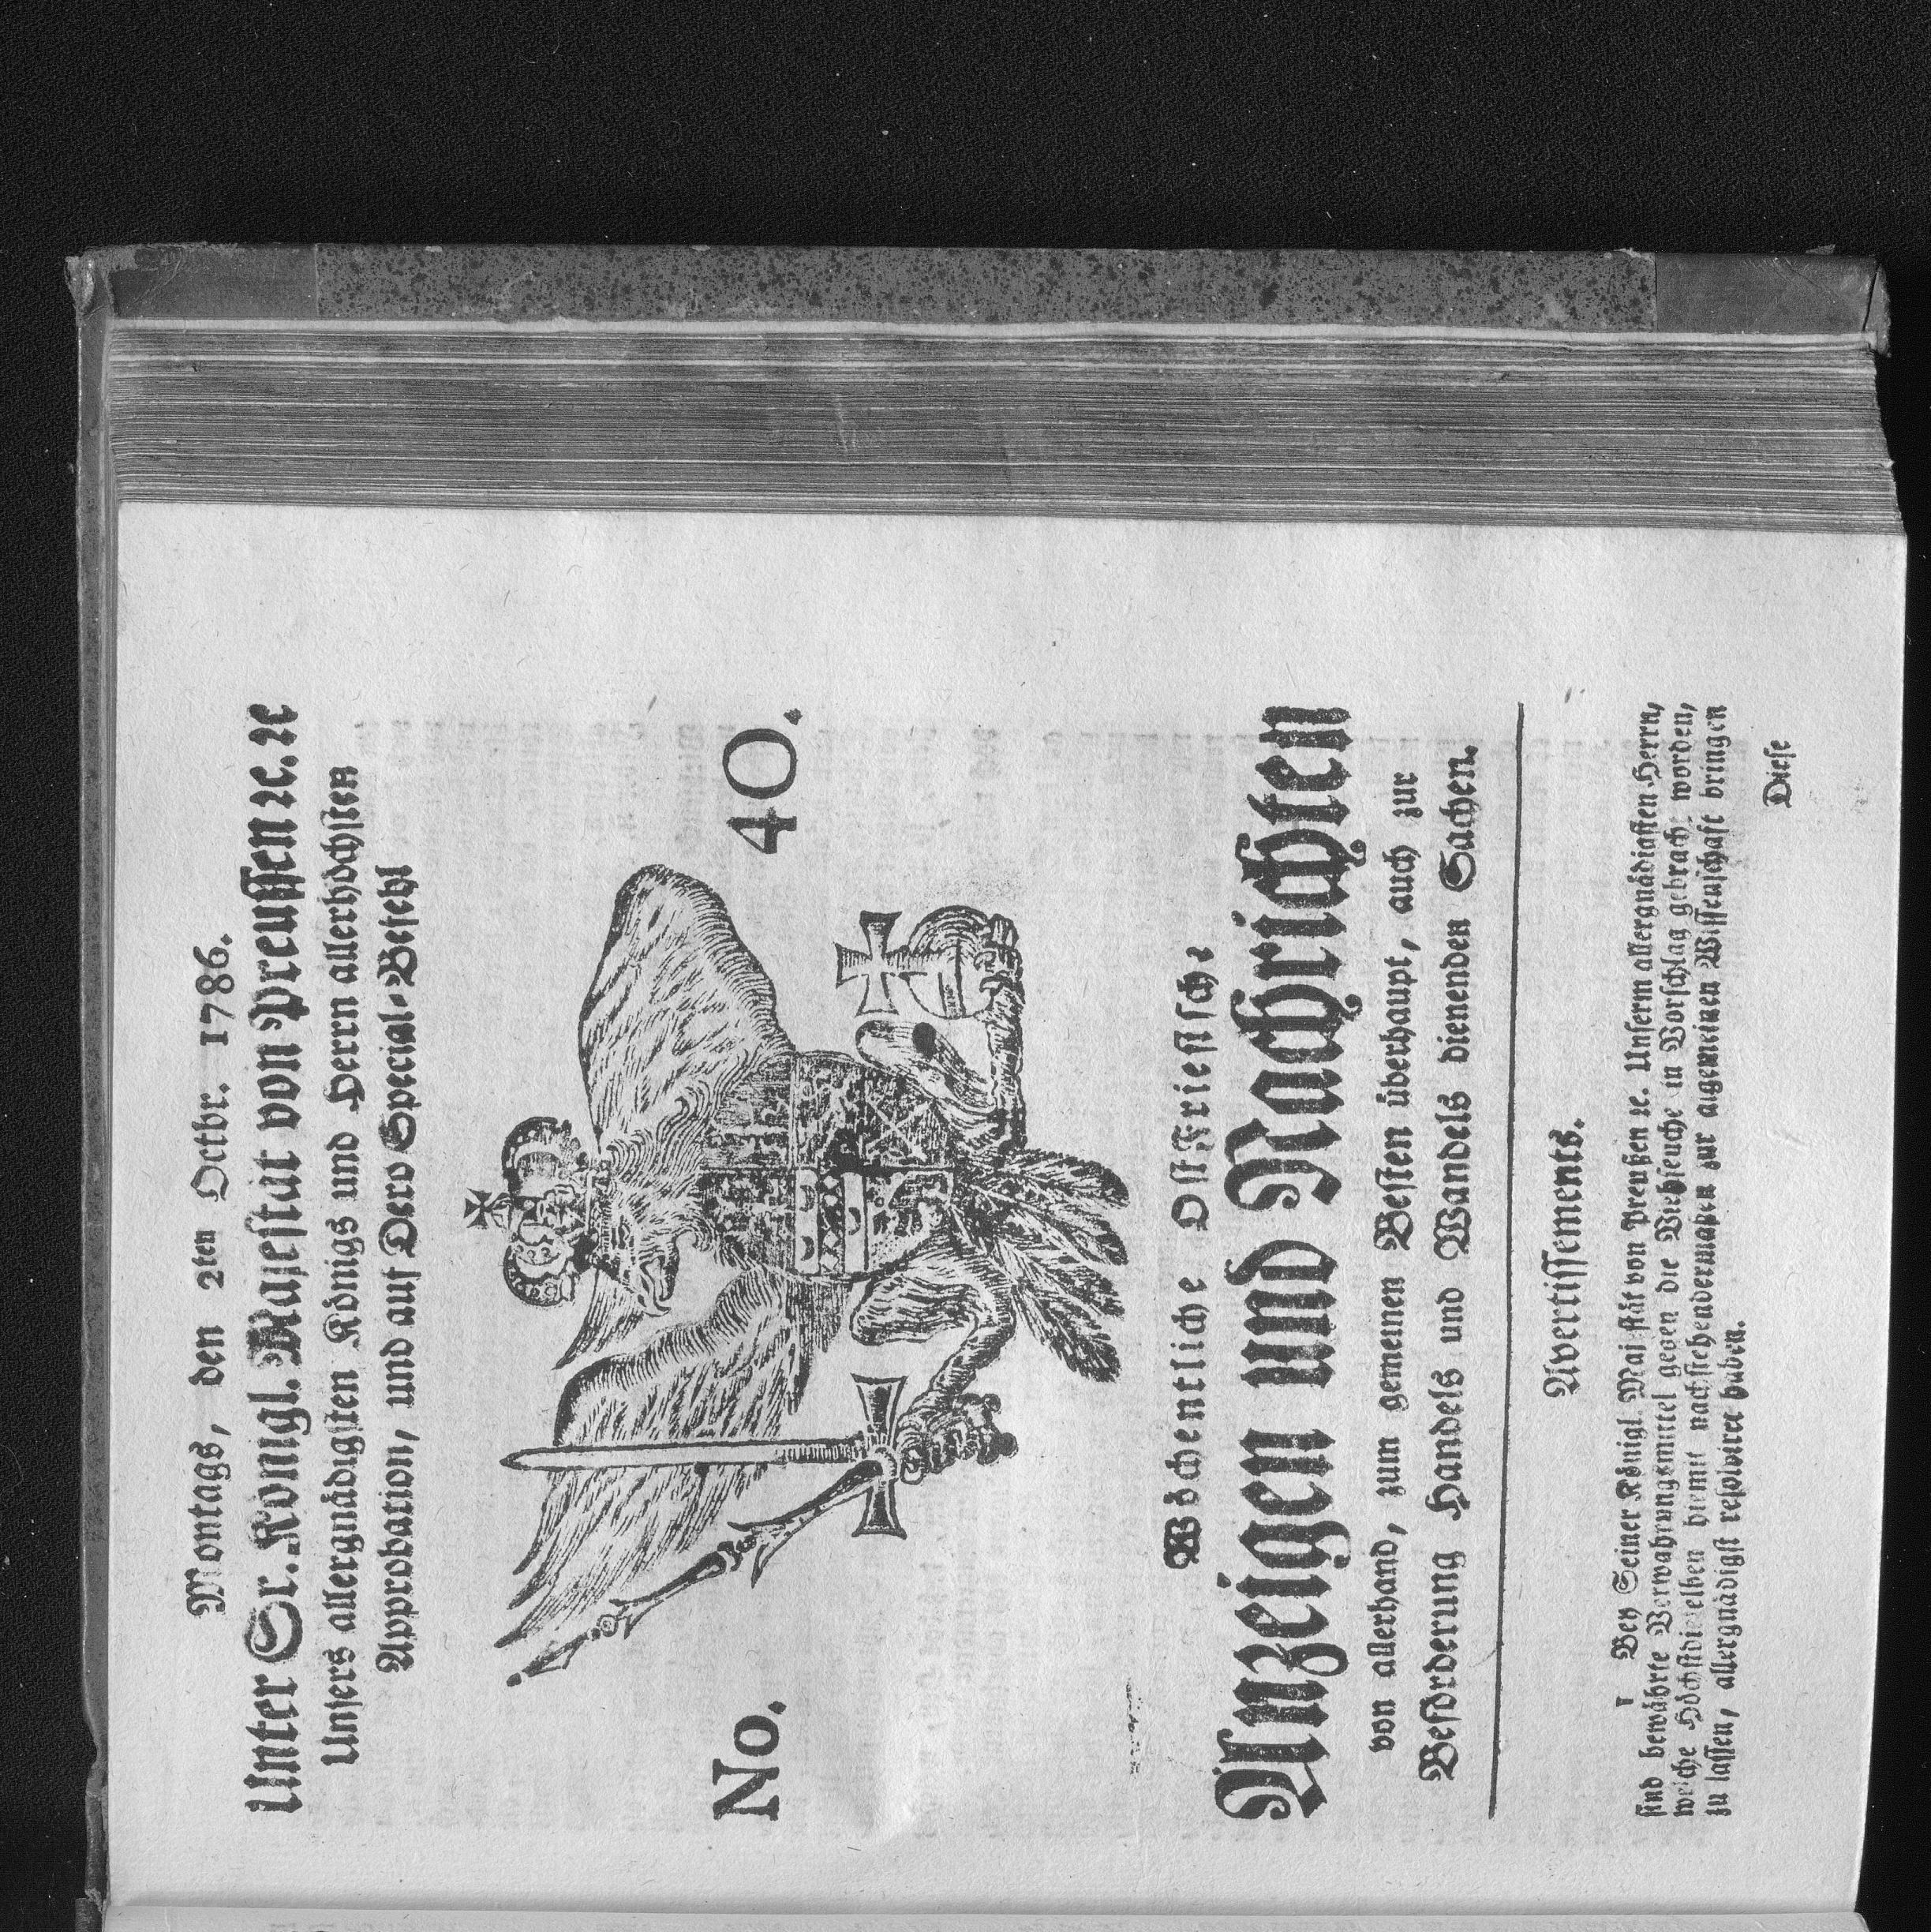 Montags, den 2ten Octbr. 1786.
Unter Sr. Königl. Majestät von Preussen ꝛc. ꝛc
Unsers allergnädigsten Königs und Herrn allerhöchsten
Approbation, und auf Dero Special-Befehl
No. 40.
Wöchentliche Ostfriesische
Anzeigen und Nachrichten
von allerhand, zum gemeinen Besten überhaupt, auch zur
Beförderung Handels und Wandels dienenden Sachen.
Avertissements.
1 Bey Seiner Königl. Majestät von Preußen ꝛc. Unserm allergnädigsten Herrn,
sind bewährte Verwahrungsmittel gegen die Viehseuche in Vorschlag gebracht worden,
welche Höchstdieselben hiemit nachstehendermaßen zur algemeinen Wissenschaft bringen
zu lassen, allergnädigst resolviret haben.
Diese